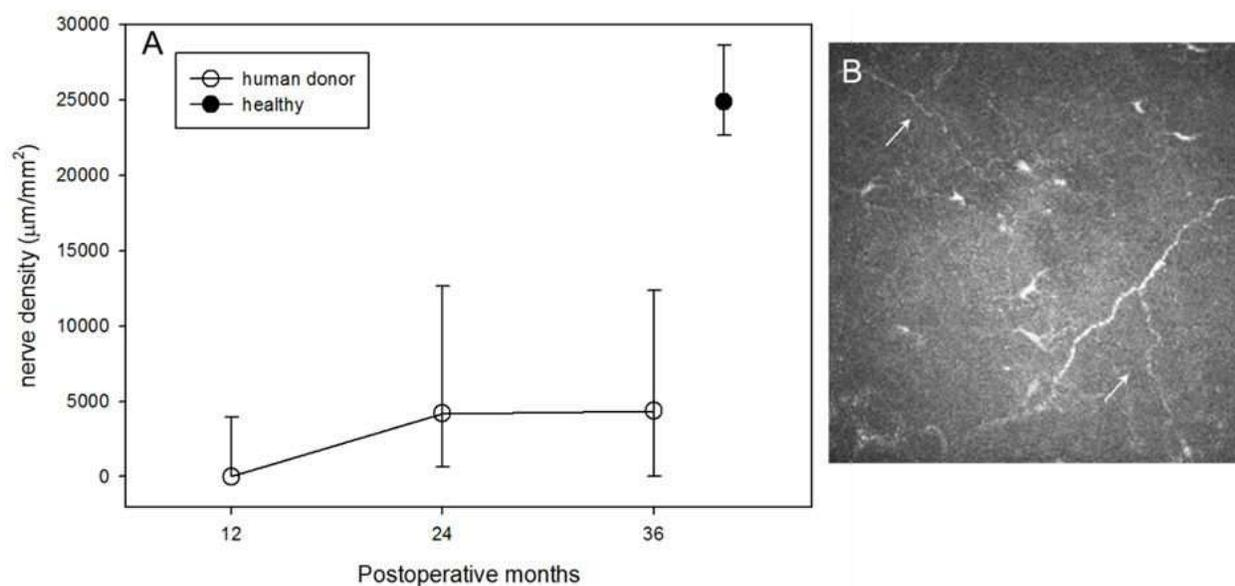 A
human donor
healthy
30000
25000
20000
15000
10000
5000
0
nerve density (μm/mm²)
12 24 36
Postoperative months
B